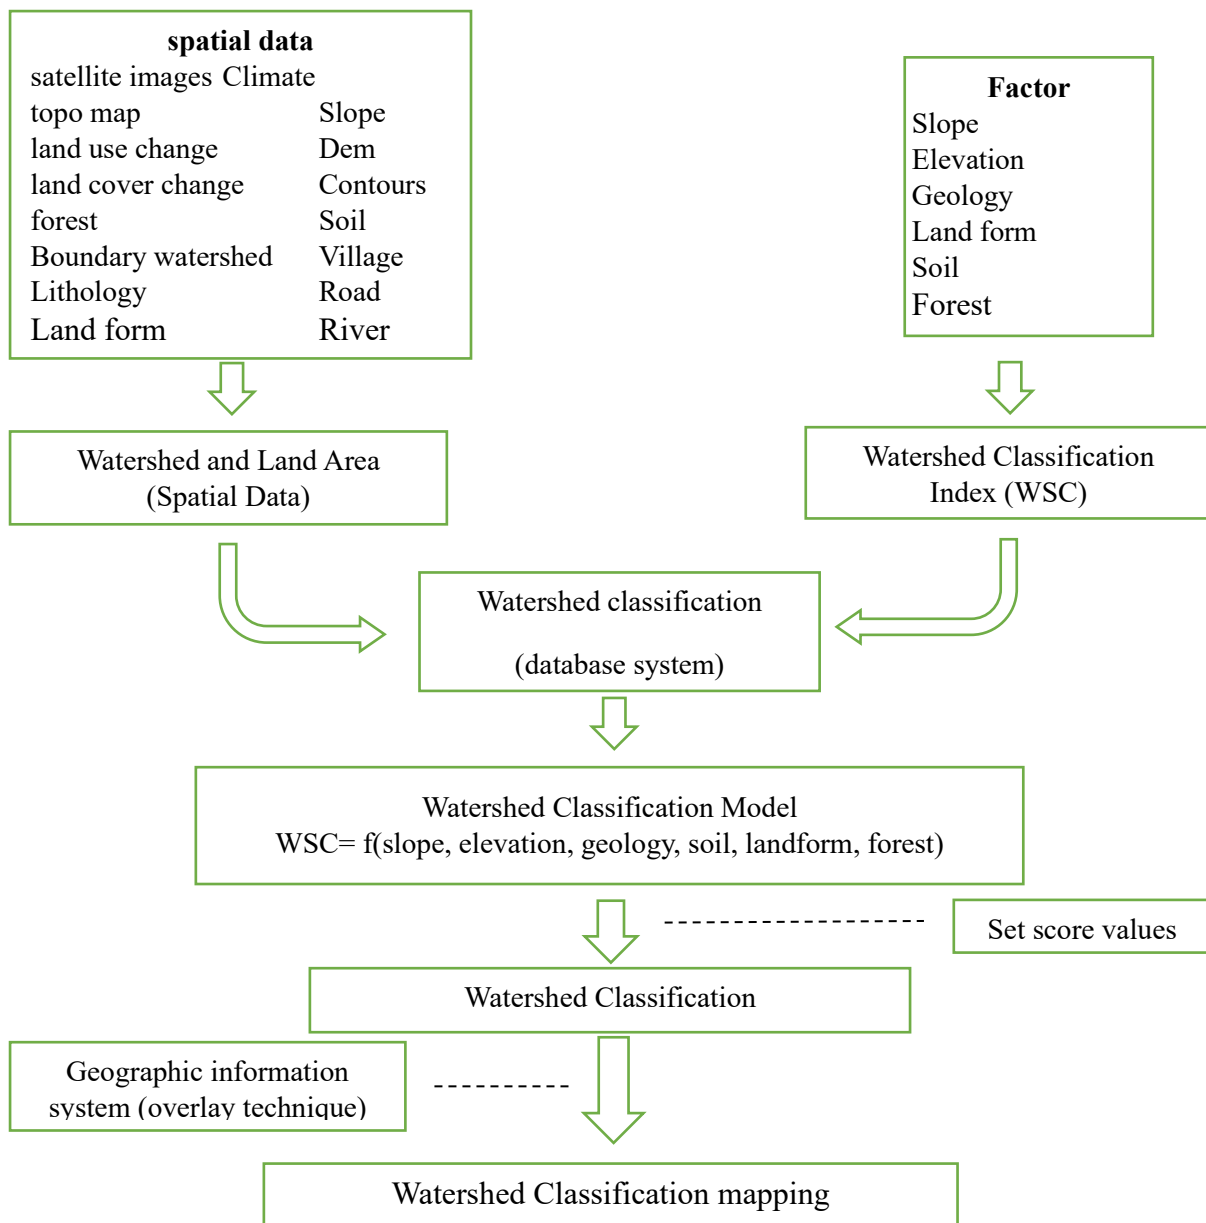 spatial data
satellite images Climate
topo map Slope
land use change Dem
land cover change Contours
forest Soil
Boundary watershed Village
Lithology Road
Land form River
Factor
Slope
Elevation
Geology
Land form
Soil
Forest
Watershed and Land Area
(Spatial Data)
Watershed Classification
Index (WSC)
Watershed classification
(database system)
Watershed Classification Model
WSC= f(slope, elevation, geology, soil, landform, forest)
Set score values
Watershed Classification
Geographic information
system (overlay technique)
Watershed Classification mapping